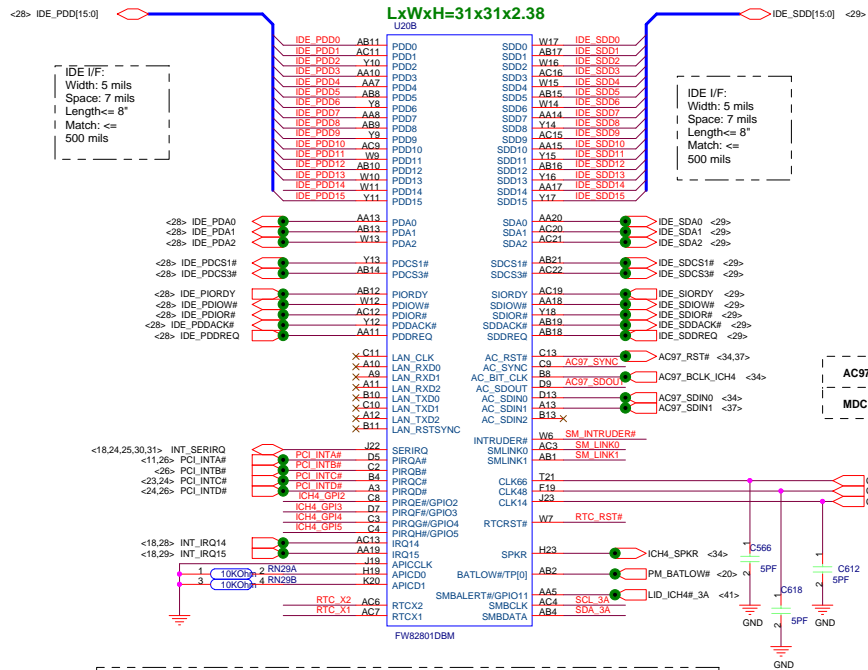 LxWxH=31x31x2.38
<28> IDE_PDD[15:0]
U20B
IDE_SDD[15:0] <29>
IDE_PDD0 AB11 PDD0 SDD0 W17 IDE_SDD0
IDE_PDD1 AC11 PDD1 SDD1 AB17 IDE_SDD1
IDE_PDD2 Y10 PDD2 SDD2 W16 IDE_SDD2
IDE_PDD3 AA10 PDD3 SDD3 AC16 IDE_SDD3
IDE_PDD4 AA7 PDD4 SDD4 W15 IDE_SDD4
IDE_PDD5 AB8 PDD5 SDD5 AB15 IDE_SDD5
IDE_PDD6 Y8 PDD6 SDD6 W14 IDE_SDD6
IDE_PDD7 AA8 PDD7 SDD7 AA14 IDE_SDD7
IDE_PDD8 AB9 PDD8 SDD8 Y14 IDE_SDD8
IDE_PDD9 Y9 PDD9 SDD9 AC15 IDE_SDD9
IDE_PDD10 AC9 PDD10 SDD10 AA15 IDE_SDD10
IDE_PDD11 W9 PDD11 SDD11 Y15 IDE_SDD11
IDE_PDD12 AB10 PDD12 SDD12 AB16 IDE_SDD12
IDE_PDD13 W10 PDD13 SDD13 Y16 IDE_SDD13
IDE_PDD14 W11 PDD14 SDD14 AA17 IDE_SDD14
IDE_PDD15 Y11 PDD15 SDD15 Y17 IDE_SDD15
IDE I/F:
Width: 5 mils
Space: 7 mils
Length<= 8"
Match: <=
500 mils
IDE I/F:
Width: 5 mils
Space: 7 mils
Length<= 8"
Match: <=
500 mils
<28> IDE_PDA0 AA13 PDA0 SDA0 AA20 IDE_SDA0 <29>
<28> IDE_PDA1 AB13 PDA1 SDA1 AC20 IDE_SDA1 <29>
<28> IDE_PDA2 W13 PDA2 SDA2 AC21 IDE_SDA2 <29>
<28> IDE_PDCS1# Y13 PDCS1# SDCS1# AB21 IDE_SDCS1# <29>
<28> IDE_PDCS3# AB14 PDCS3# SDCS3# AC22 IDE_SDCS3# <29>
<28> IDE_PIORDY AB12 PIORDY SIORDY AC19 IDE_SIORDY <29>
<28> IDE_PDIOW# W12 PDIOW# SDIOW# AA18 IDE_SDIOW# <29>
<28> IDE_PDIOR# AC12 PDIOR# SDIOR# Y18 IDE_SDIOR# <29>
<28> IDE_PDDACK# Y12 PDDACK# SDDACK# AB19 IDE_SDDACK# <29>
<28> IDE_PDDREQ AA11 PDDREQ SDDREQ AB18 IDE_SDDREQ <29>
C11 LAN_CLK AC_RST# C13 AC97_RST# <34,37>
A10 LAN_RXD0 AC_SYNC C9 AC97_SYNC
A9 LAN_RXD1 AC_BIT_CLK B8 AC97_BCLK_ICH4 <34>
A11 LAN_RXD2 AC_SDOUT D9 AC97_SDOUT
B10 LAN_TXD0 AC_SDIN0 D13 AC97_SDIN0 <34>
C10 LAN_TXD1 AC_SDIN1 A13 AC97_SDIN1 <37>
A12 LAN_TXD2 AC_SDIN2 B13
B11 LAN_RSTSYNC
AC97
MDC
INTRUDER# W6 SM_INTRUDER#
<18,24,25,30,31> INT_SERIRQ J22 SERIRQ SMLINK0 AC3 SM_LINK0
<11,26> PCI_INTA# PCI_INTA# D5 PIRQA# SMLINK1 AB1 SM_LINK1
<26> PCI_INTB# PCI_INTB# C2 PIRQB#
<23,24> PCI_INTC# PCI_INTC# B4 PIRQC# CLK66 T21
<24,26> PCI_INTD# PCI_INTD# A3 PIRQD# CLK48 F19
ICH4_GPI2 C8 PIRQE#/GPIO2 CLK14 J23
ICH4_GPI3 D7 PIRQF#/GPIO3
ICH4_GPI4 C3 PIRQG#/GPIO4 RTCRST# W7 RTC_RST#
ICH4_GPI5 C4 PIRQH#/GPIO5
<18,28> INT_IRQ14 AC13 IRQ14
<18,29> INT_IRQ15 AA19 IRQ15 SPKR H23 ICH4_SPKR <34>
J19 APICCLK
1 10KOhm 2 RN29A H19 APICD0 BATLOW#/TP[0] AB2 PM_BATLOW# <20>
3 10KOhm 4 RN29B K20 APICD1
SMBALERT#/GPIO11 AA5 LID_ICH4#_3A <41>
RTC_X2 AC6 RTCX2 SMBCLK AC4 SCL_3A
RTC_X1 AC7 RTCX1 SMBDATA AB4 SDA_3A
GND
FW82801DBM
1 C566 2 5PF
GND
1 C618 2 5PF
GND
1 C612 2 5PF
GND